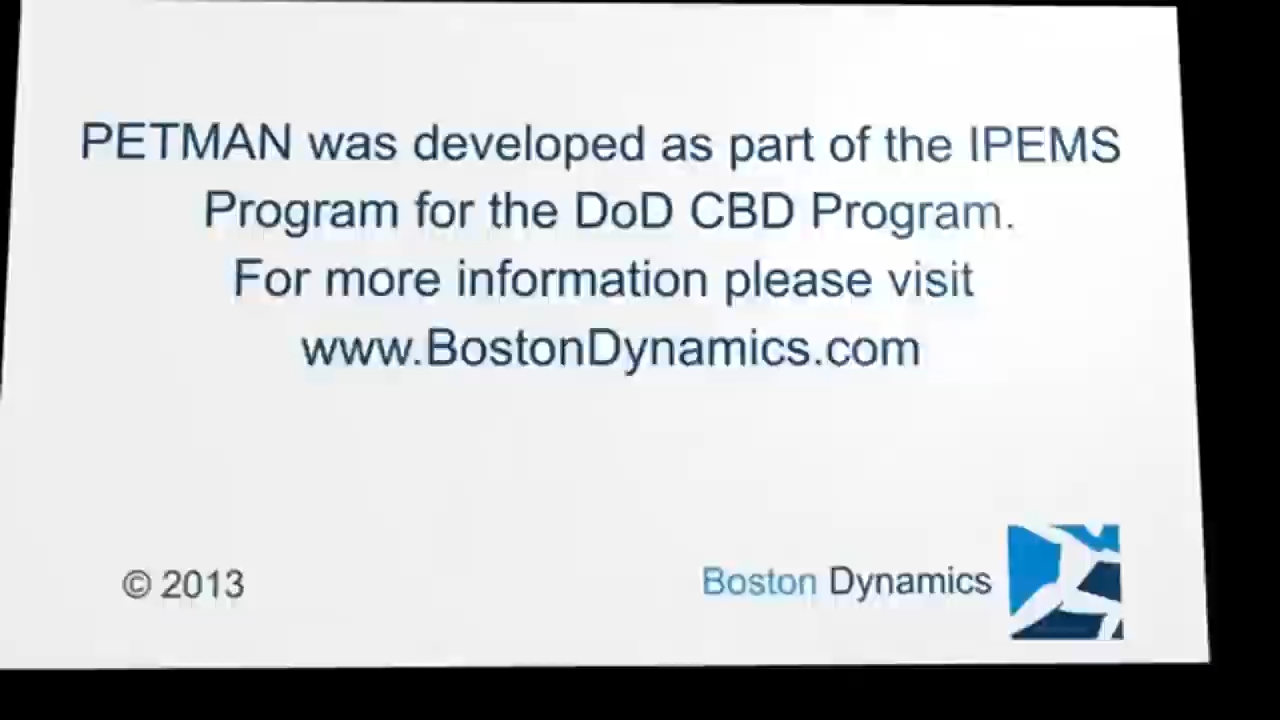 PETMAN was developed as part of the IPEMS
Program for the DoD CBD Program.
For more information please visit
www.BostonDynamics.com
© 2013
Boston Dynamics